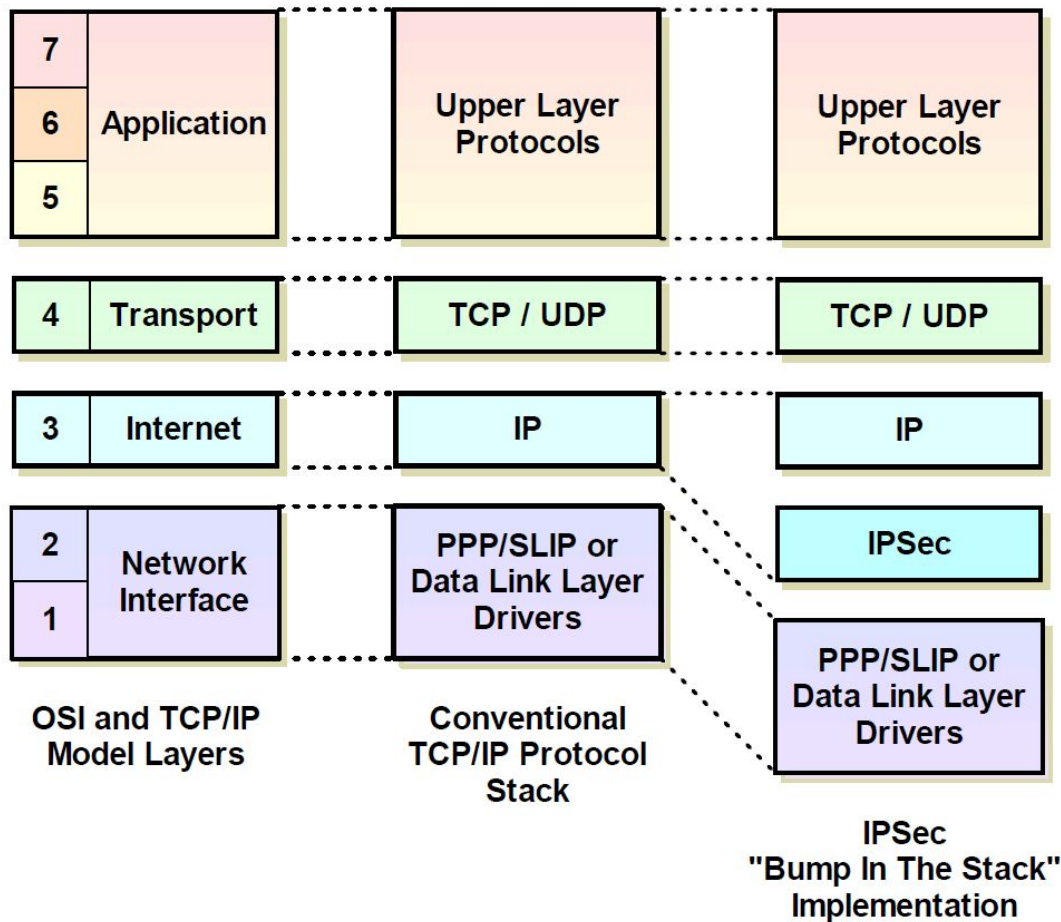 7
6
5
Application
4
Transport
3
Internet
2
1
Network
Interface
OSI and TCP/IP
Model Layers
Upper Layer
Protocols
TCP / UDP
IP
PPP/SLIP or
Data Link Layer
Drivers
Conventional
TCP/IP Protocol
Stack
Upper Layer
Protocols
TCP / UDP
IP
IPSec
PPP/SLIP or
Data Link Layer
Drivers
IPSec
"Bump In The Stack"
Implementation